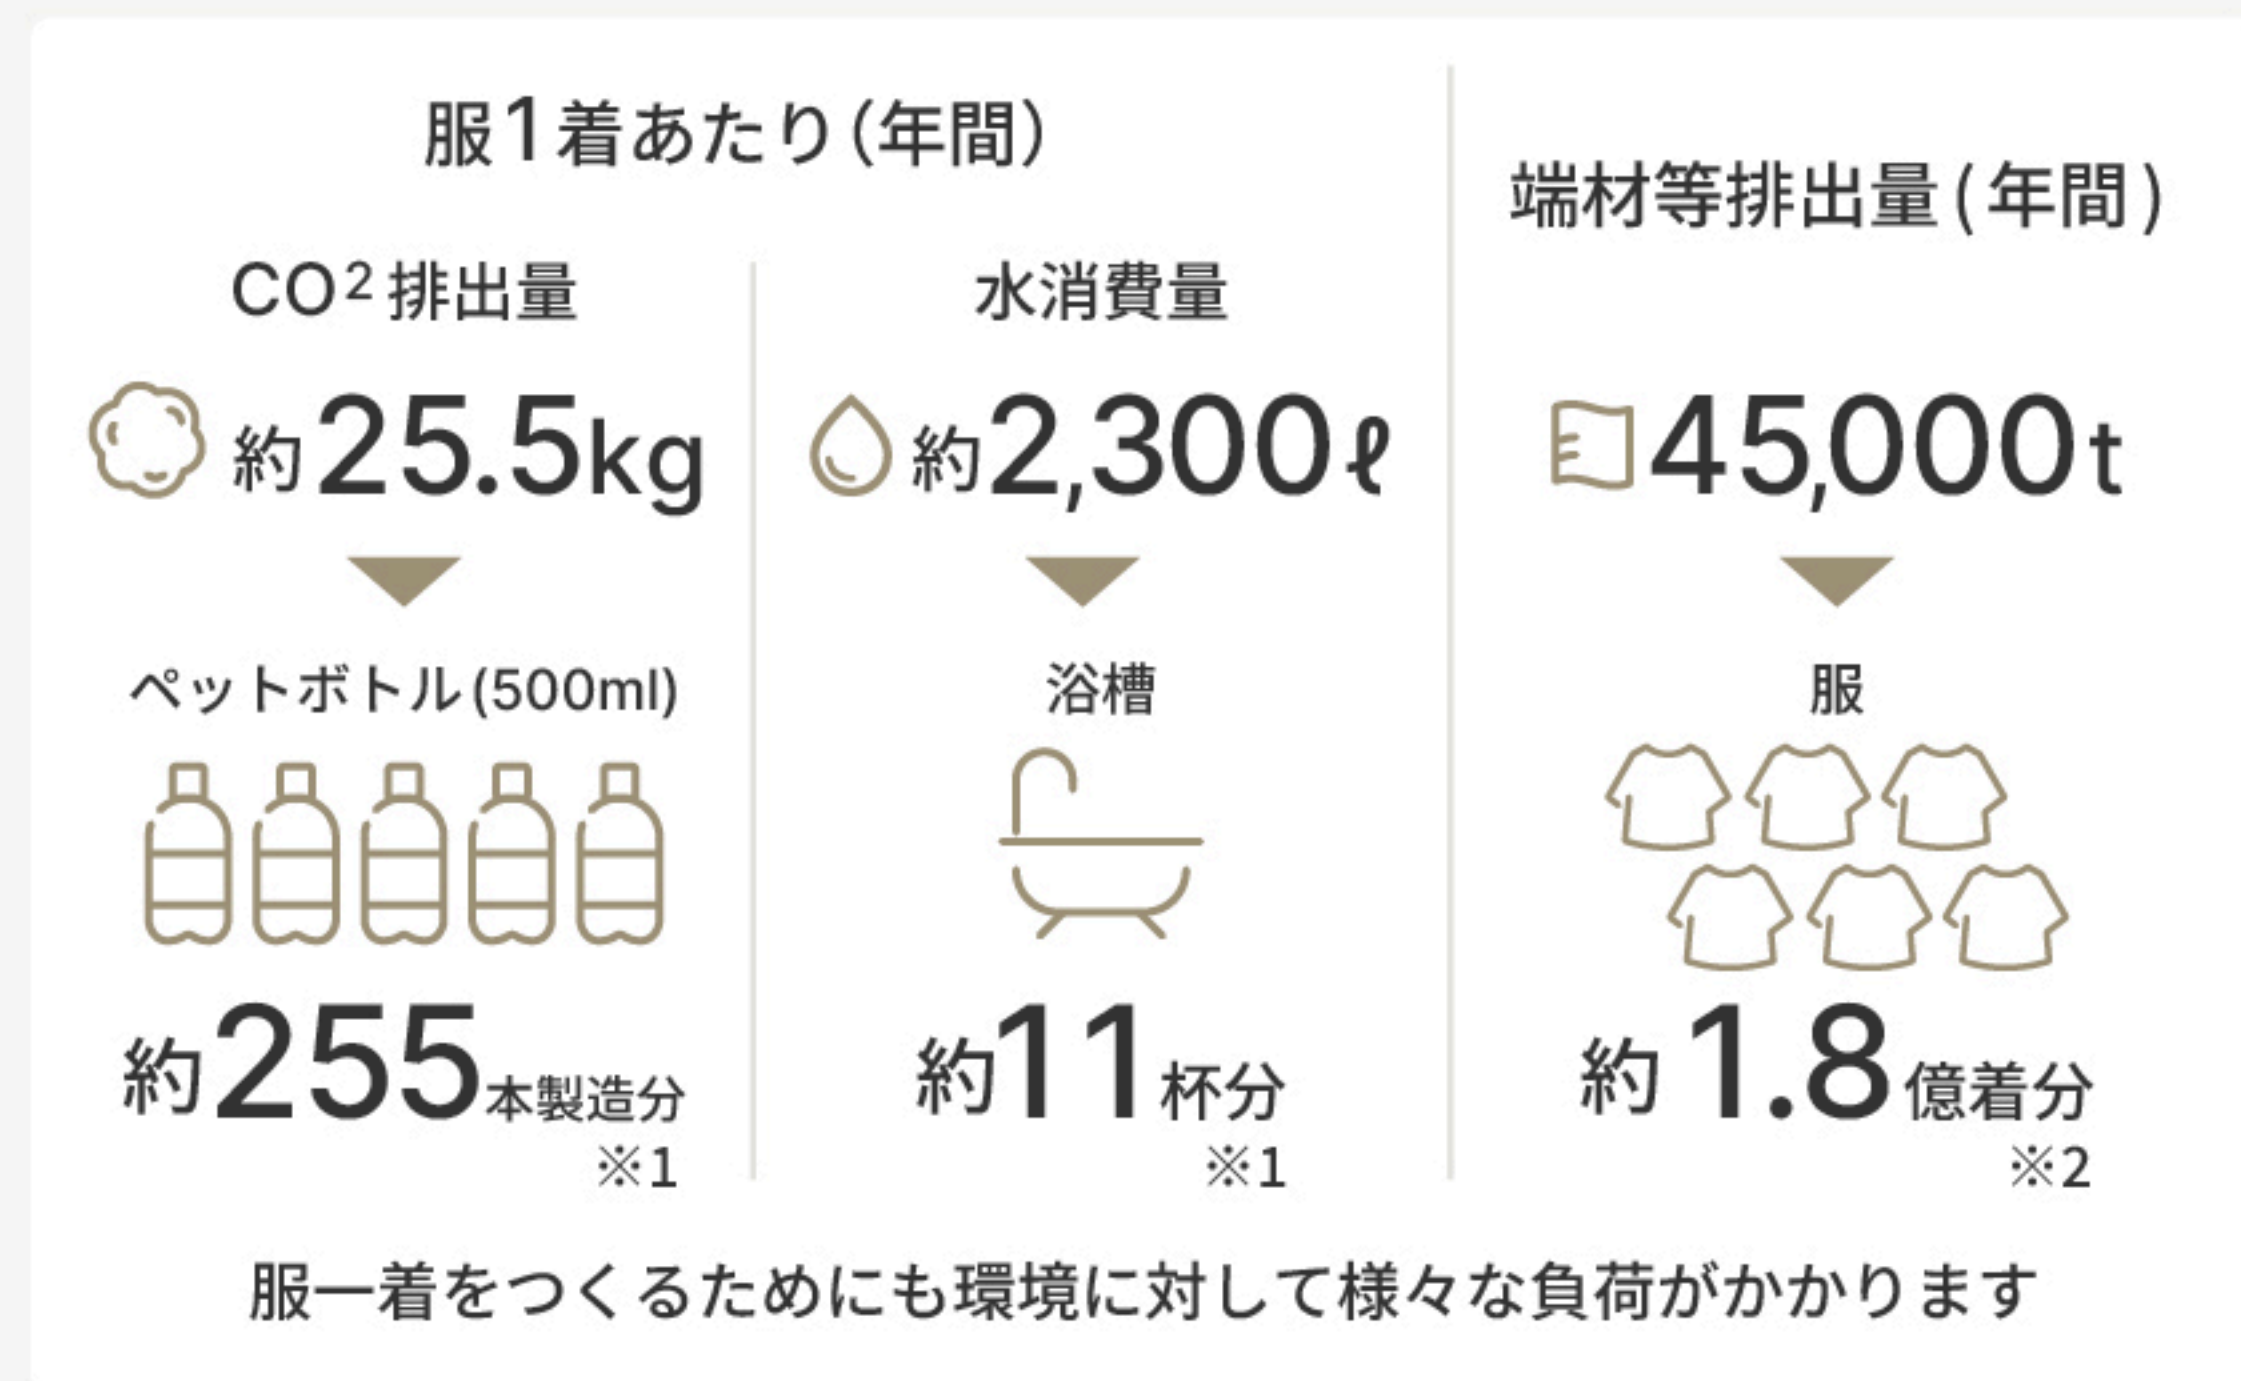 服1着あたり（年間）
CO²排出量
約25.5kg
ペットボトル(500ml)
約255本製造分
※1
水消費量
約2,300ℓ
浴槽
約11杯分
※1
端材等排出量(年間)
45,000t
服
約1.8億着分
※2
服一着をつくるためにも環境に対して様々な負荷がかかります